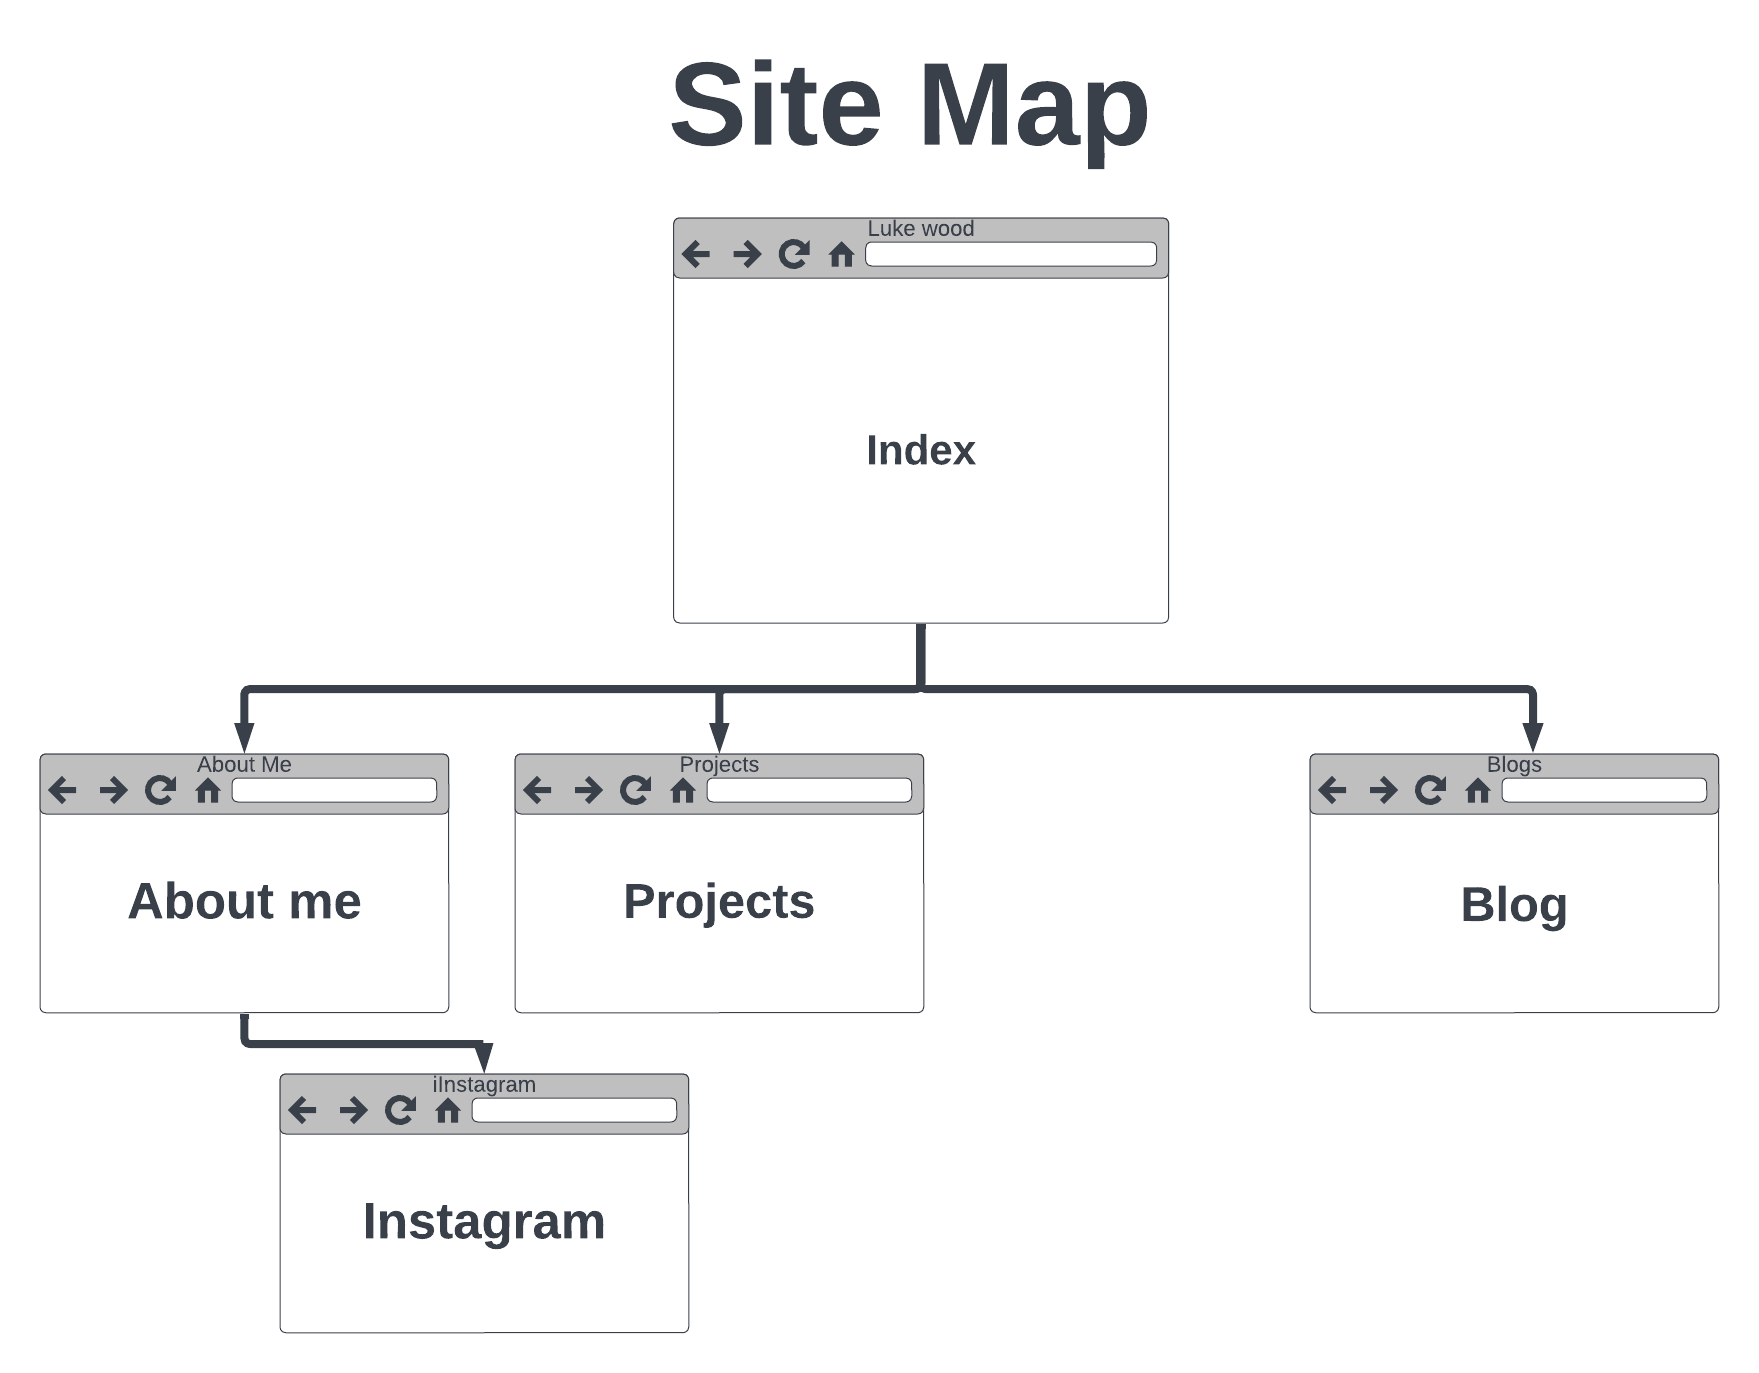 Site Map
Luke wood
Index
About Me
About me
Projects
Projects
Blogs
Blog
iInstagram
Instagram